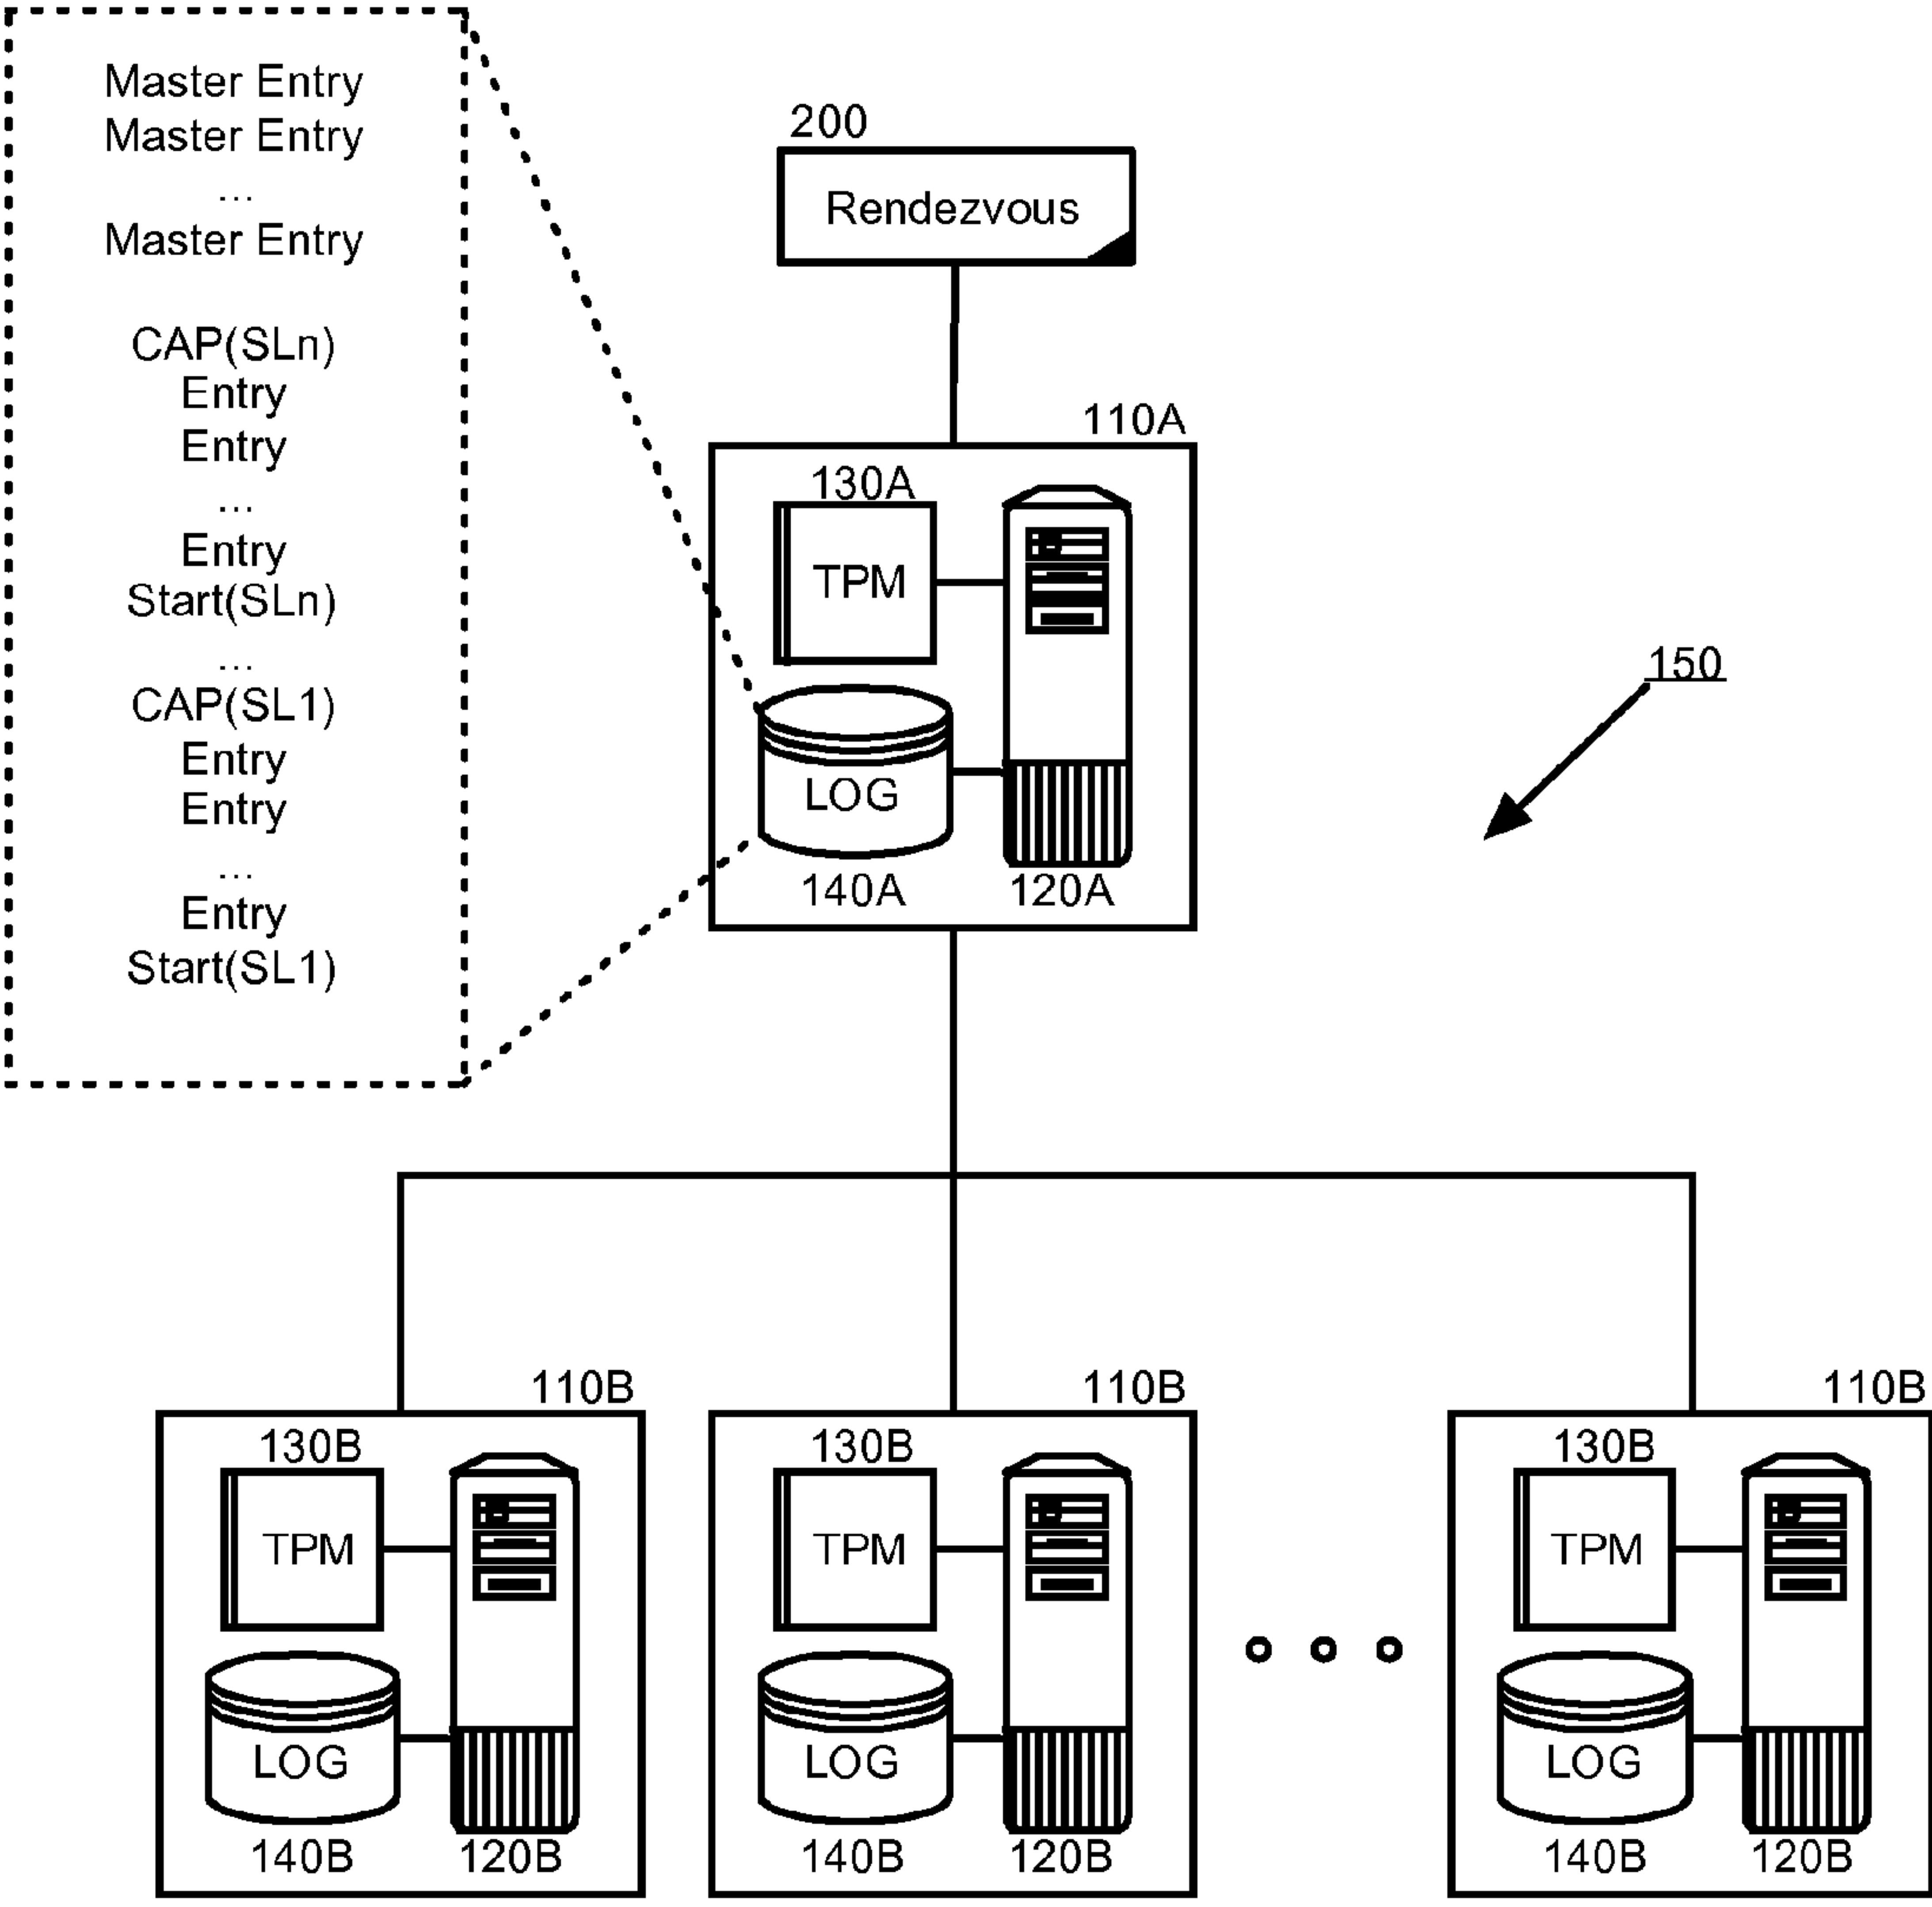 Master Entry
Master Entry
...
Master Entry
CAP(SLn)
Entry
Entry
...
Entry
Start(SLn)
...
CAP(SL1)
Entry
Entry
...
Entry
Start(SL1)
200
Rendezvous
110A
130A
TPM
LOG
140A 120A
150
110B 110B 110B
130B 130B 130B
TPM TPM TPM
LOG LOG LOG
140B 120B 140B 120B 140B 120B